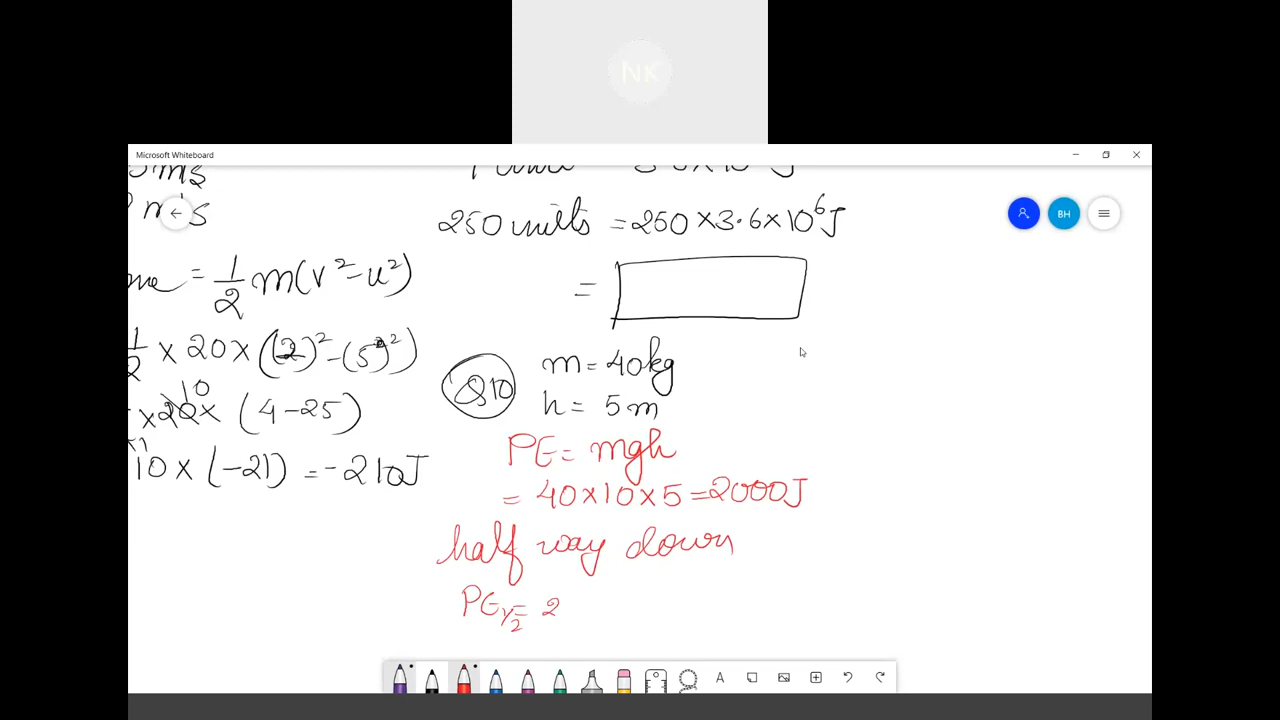 NK
Microsoft Whiteboard
BH
250 units = 250 × 3.6 × 10⁶ J
=
= 1/2 m(v² – u²)
1/2 × 20 × ((2)² – (5)²)
10
× 20 × (4 – 25)
10 × (–21) = –210J
Q10
m = 40kg
h = 5m
PE = mgh
= 40 × 10 × 5 = 2000J
half way down
PE 1/2 = 2
A